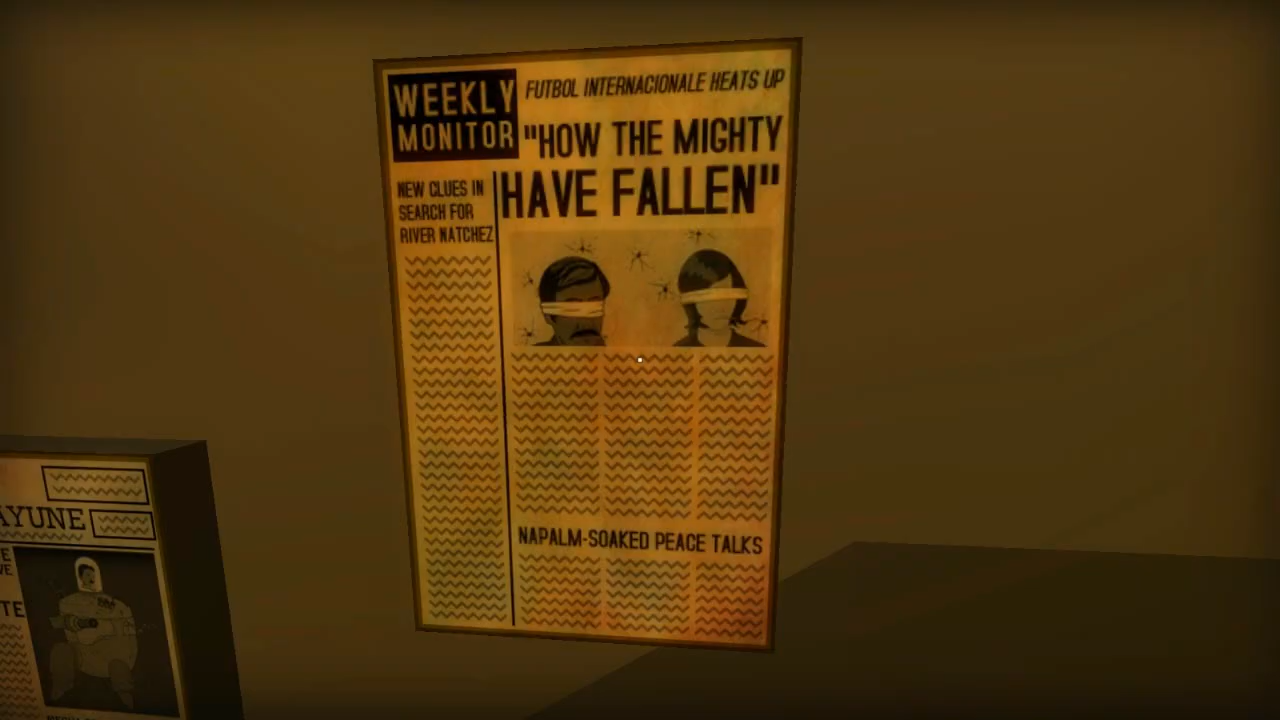 WEEKLY
MONITOR
FUTBOL INTERNACIONALE HEATS UP
"HOW THE MIGHTY
HAVE FALLEN"
NEW CLUES IN
SEARCH FOR
RIVER NATCHEZ
NAPALM-SOAKED PEACE TALKS
AYUNE